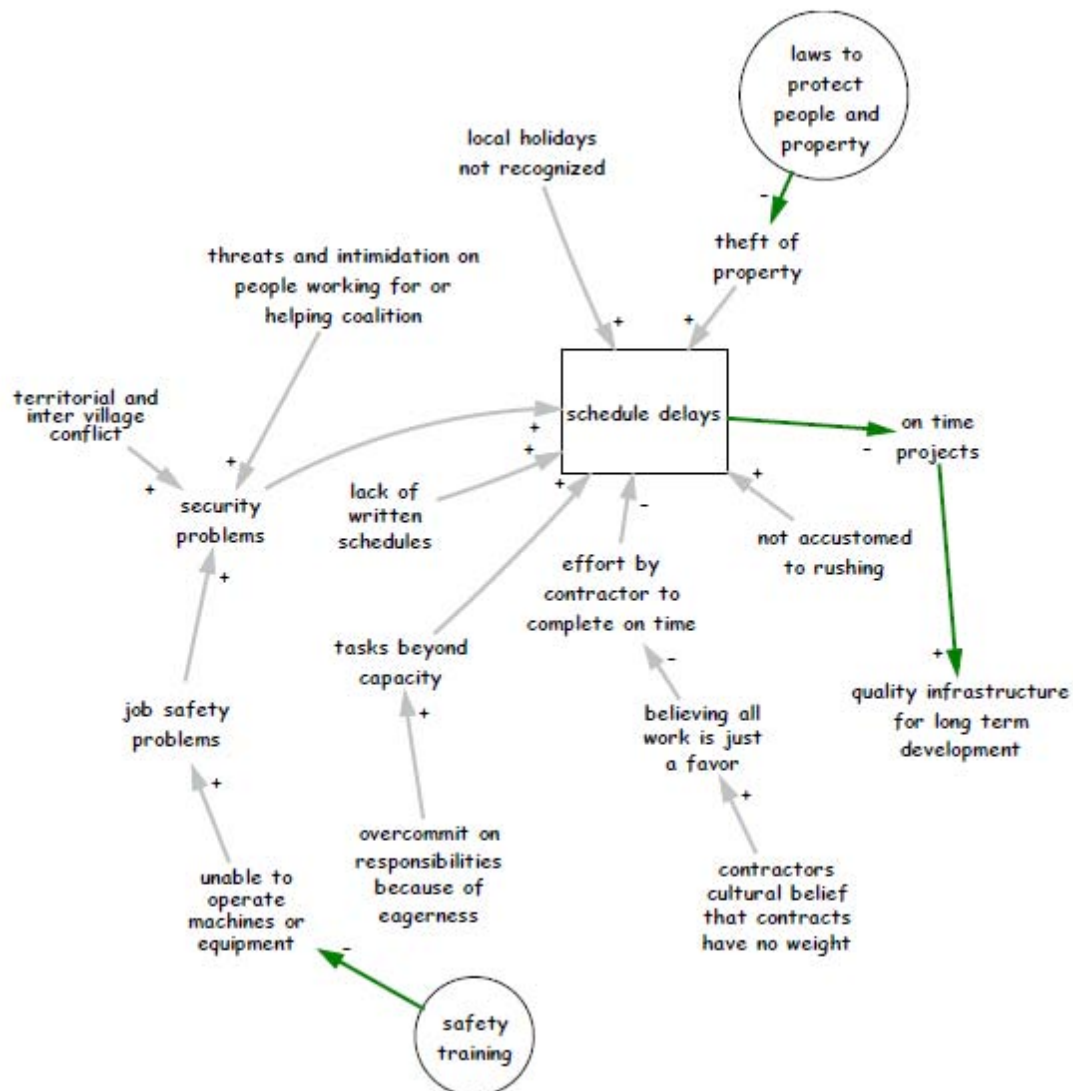 laws to
protect
people and
property
-
local holidays
not recognized
theft of
property
threats and intimidation on
people working for or
helping coalition
+
+
territorial and
inter village
conflict
schedule delays
on time
projects
-
+
+
+
+
+
+
-
security
problems
lack of
written
schedules
not accustomed
to rushing
effort by
contractor to
complete on time
+
tasks beyond
capacity
-
+
quality infrastructure
for long term
development
job safety
problems
+
believing all
work is just
a favor
+
+
overcommit on
responsibilities
because of
eagerness
unable to
operate
machines or
equipment
contractors
cultural belief
that contracts
have no weight
-
safety
training